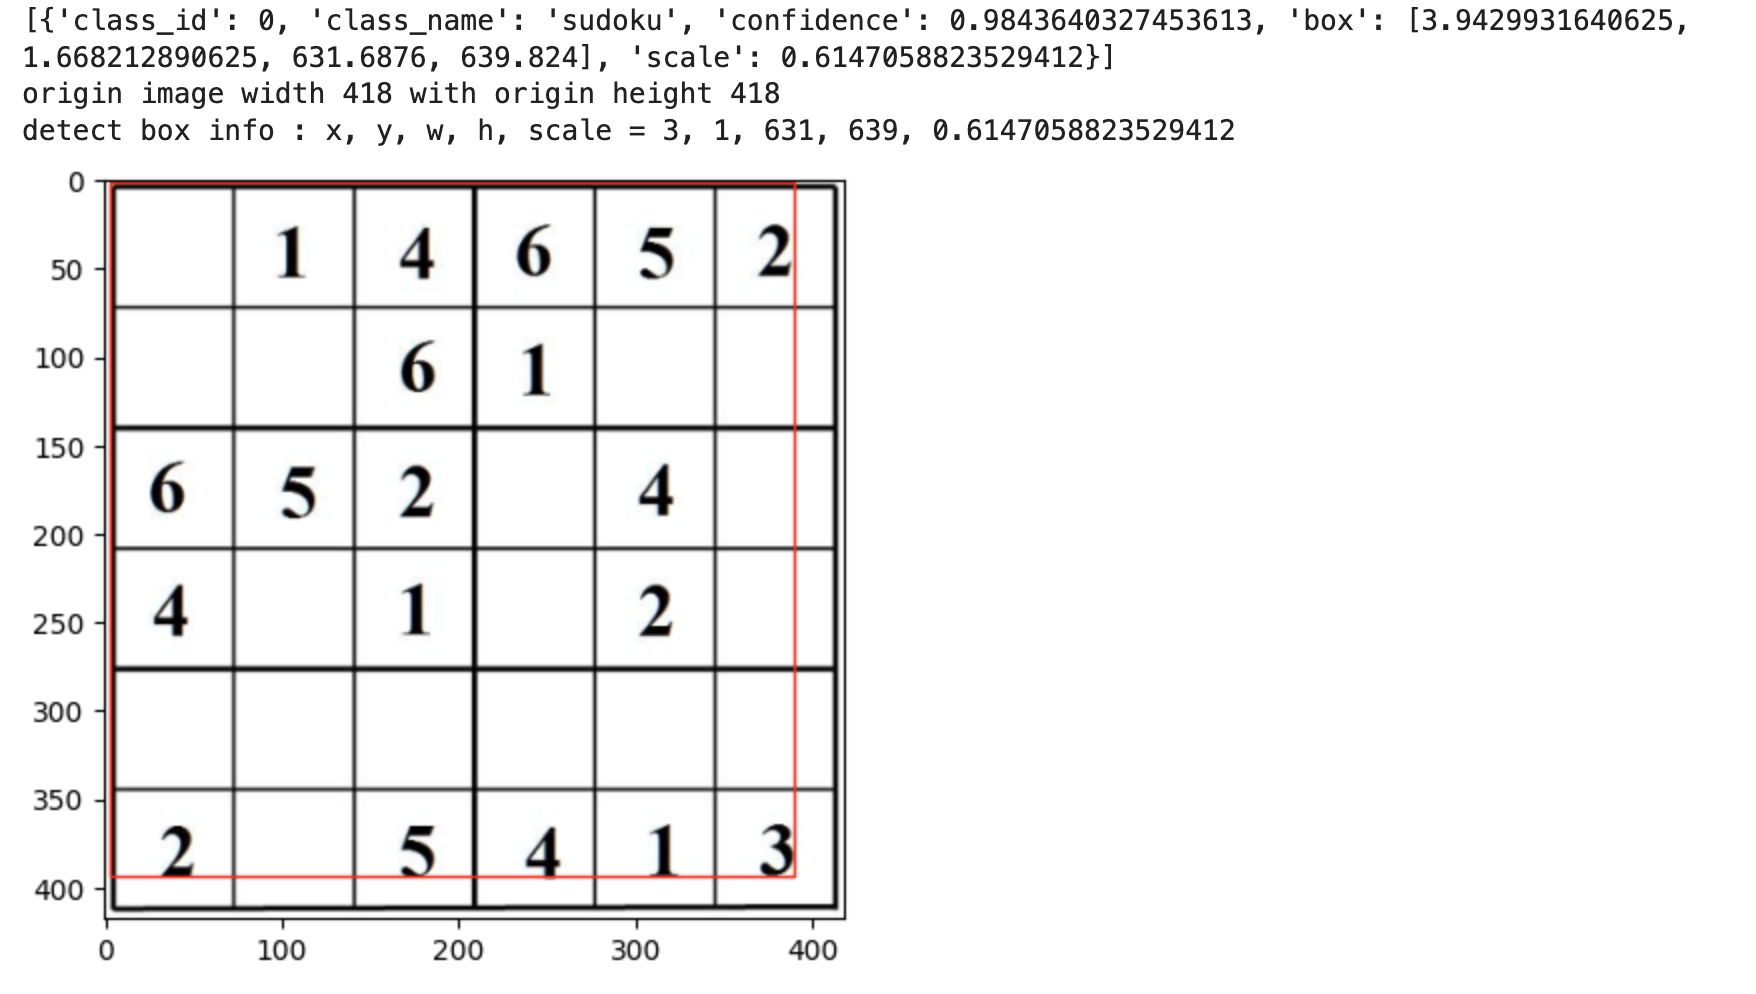 [{'class_id': 0, 'class_name': 'sudoku', 'confidence': 0.9843640327453613, 'box': [3.9429931640625,
1.668212890625, 631.6876, 639.824], 'scale': 0.6147058823529412}]
origin image width 418 with origin height 418
detect box info : x, y, w, h, scale = 3, 1, 631, 639, 0.6147058823529412
0
1 4 6 5 2
50
100
6 1
150
6 5 2 4
200
4 1 2
250
300
350
2 5 4 1 3
400
0 100 200 300 400